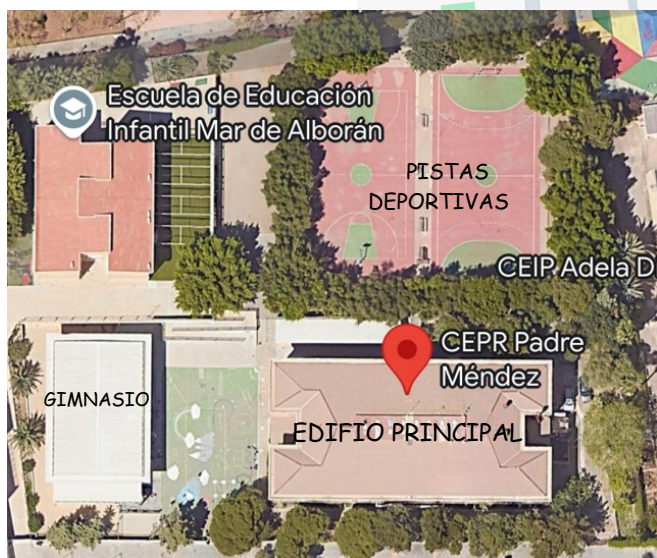 Escuela de Educación
Infantil Mar de Alborán
PISTAS
DEPORTIVAS
CEIP Adela D
CEPR Padre
Méndez
GIMNASIO
EDIFIO PRINCIPAL